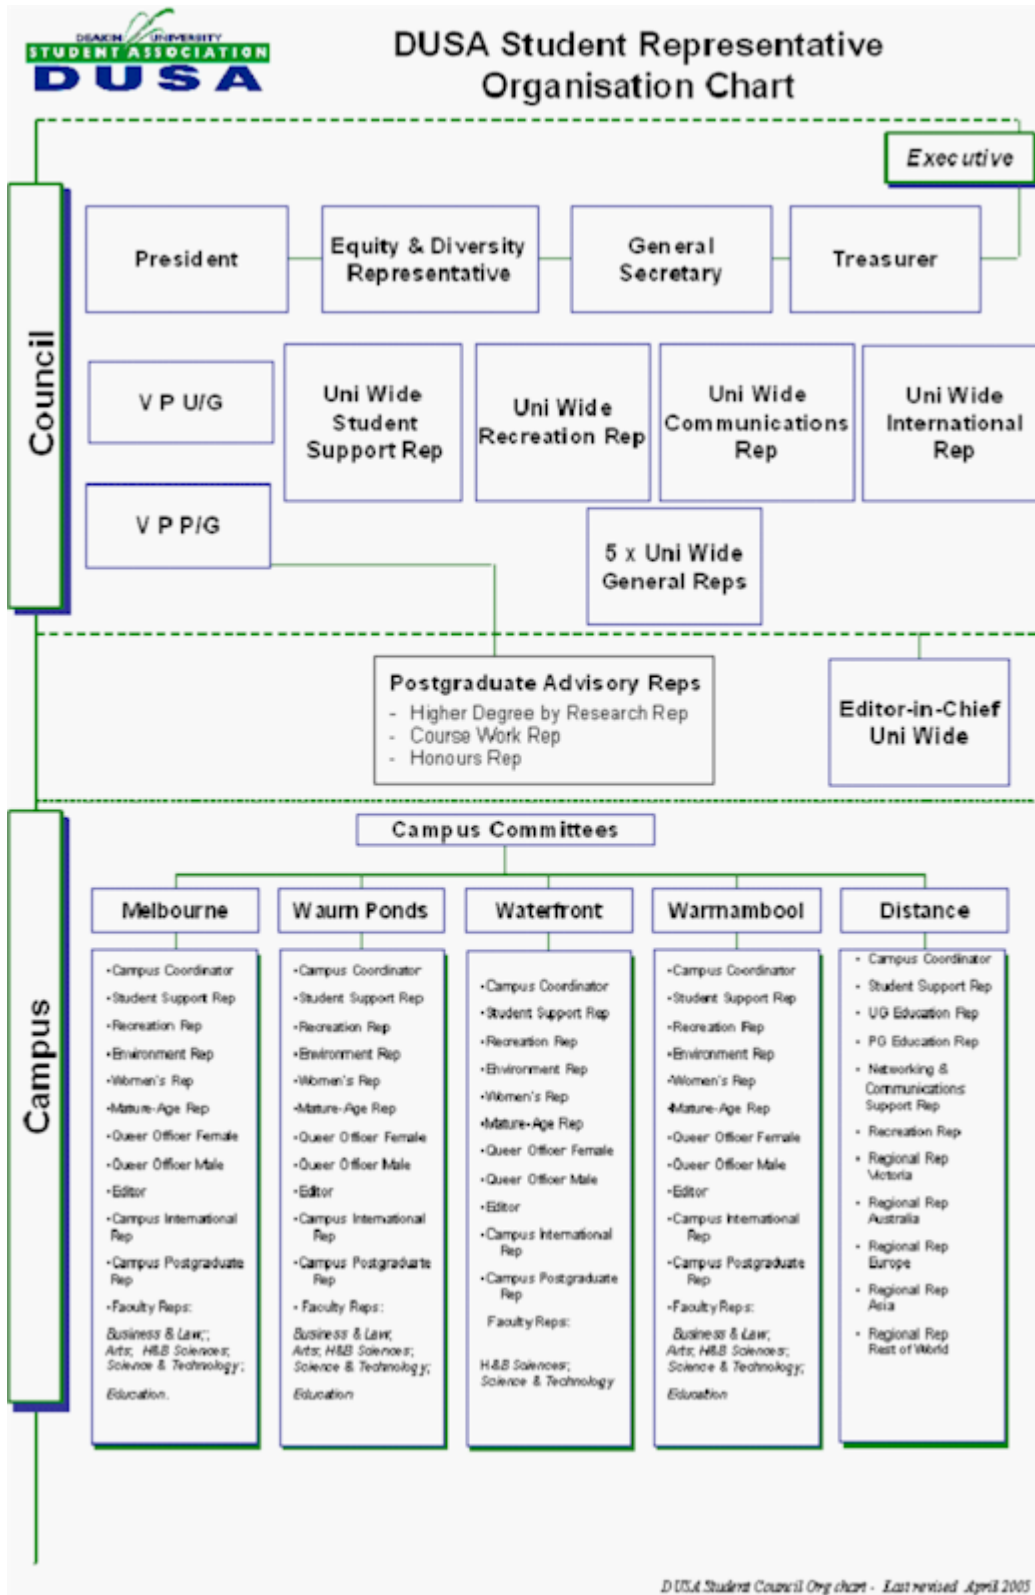 DEAKIN UNIVERSITY
STUDENT ASSOCIATION
DUSA
DUSA Student Representative
Organisation Chart
Executive
Council
President
Equity & Diversity
Representative
General
Secretary
Treasurer
V P U/G
Uni Wide
Student
Support Rep
Uni Wide
Recreation Rep
Uni Wide
Communications
Rep
Uni Wide
International
Rep
V P P/G
5 x Uni Wide
General Reps
Postgraduate Advisory Reps
- Higher Degree by Research Rep
- Course Work Rep
- Honours Rep
Editor-in-Chief
Uni Wide
Campus
Campus Committees
Melbourne
•Campus Coordinator
•Student Support Rep
•Recreation Rep
•Environment Rep
•Women's Rep
•Mature-Age Rep
•Queer Officer Female
•Queer Officer Male
•Editor
•Campus International
Rep
•Campus Postgraduate
Rep
•Faculty Reps:
Business & Law;;
Arts; H&B Sciences;
Science & Technology;
Education.
Waurn Ponds
•Campus Coordinator
•Student Support Rep
•Recreation Rep
•Environment Rep
•Women's Rep
•Mature-Age Rep
•Queer Officer Female
•Queer Officer Male
•Editor
•Campus International
Rep
•Campus Postgraduate
Rep
• Faculty Reps:
Business & Law;
Arts; H&B Sciences;
Science & Technology;
Education
Waterfront
•Campus Coordinator
•Student Support Rep
•Recreation Rep
•Environment Rep
•Women's Rep
•Mature-Age Rep
•Queer Officer Female
•Queer Officer Male
•Editor
•Campus International
Rep
•Campus Postgraduate
Rep
Faculty Reps:
H&B Sciences;
Science & Technology
Warrnambool
•Campus Coordinator
•Student Support Rep
•Recreation Rep
•Environment Rep
•Women's Rep
•Mature-Age Rep
•Queer Officer Female
•Queer Officer Male
•Editor
•Campus International
Rep
•Campus Postgraduate
Rep
•Faculty Reps:
Business & Law;
Arts; H&B Sciences;
Science & Technology;
Education
Distance
• Campus Coordinator
• Student Support Rep
• UG Education Rep
• PG Education Rep
• Networking &
Communications
Support Rep
• Recreation Rep
• Regional Rep
Victoria
• Regional Rep
Australia
• Regional Rep
Europe
• Regional Rep
Asia
• Regional Rep
Rest of World
DUSA Student Council Org chart - Last revised April 2005